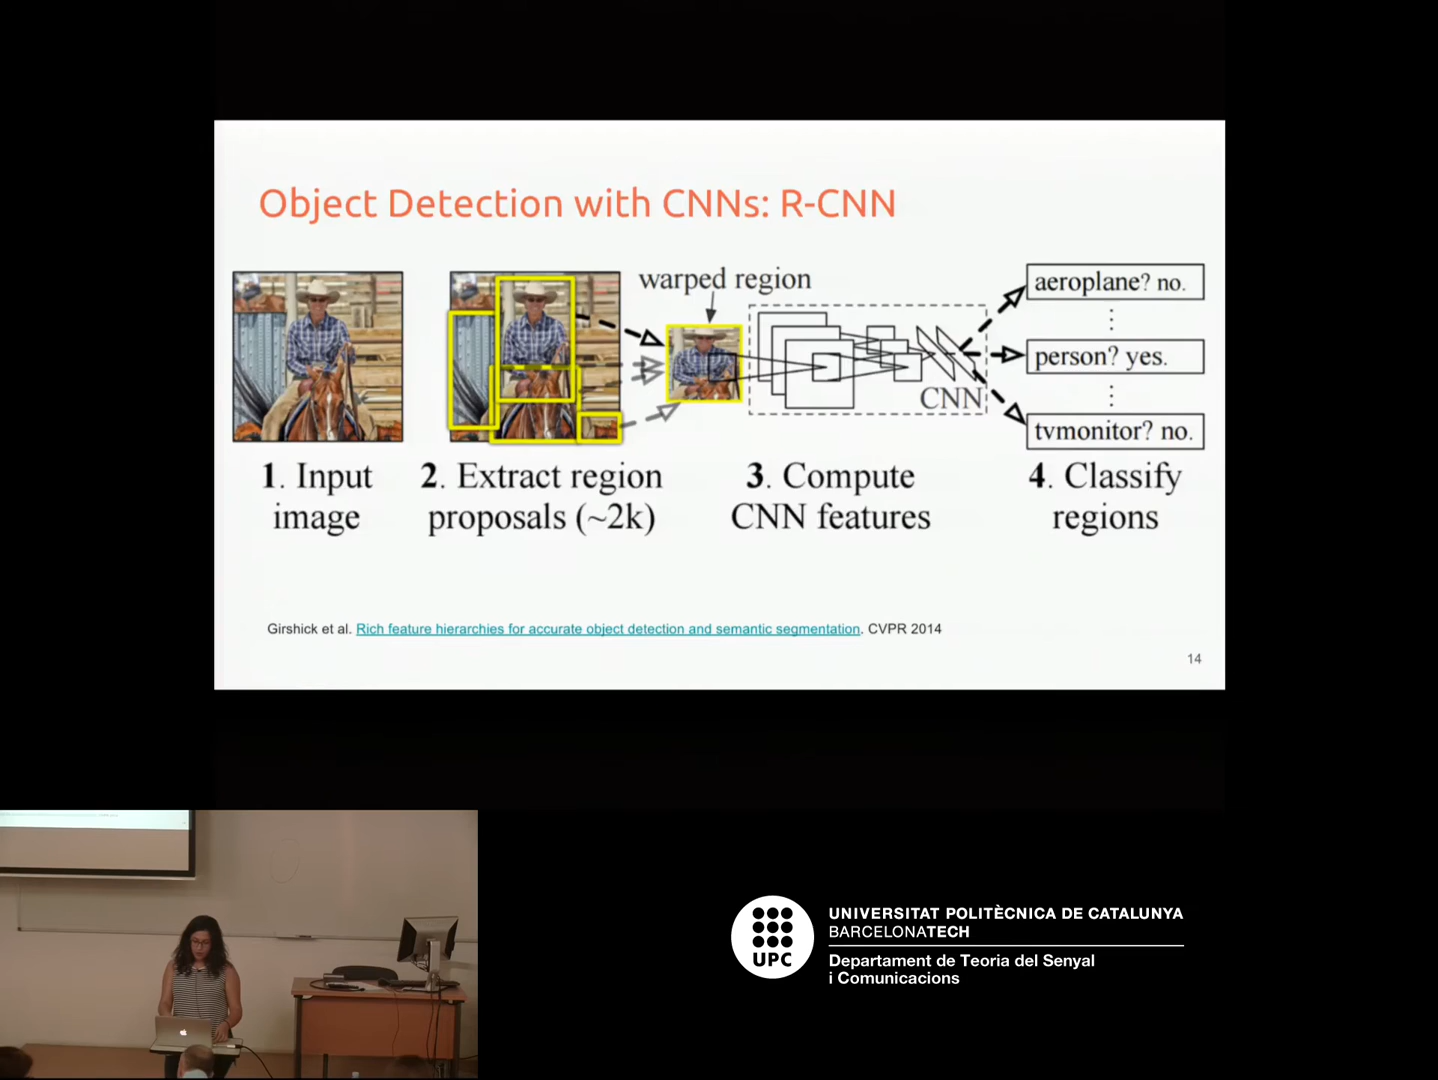 Object Detection with CNNs: R-CNN
warped region
aeroplane? no.
person? yes.
CNN
tvmonitor? no.
1. Input
image
2. Extract region
proposals (~2k)
3. Compute
CNN features
4. Classify
regions
Girshick et al. Rich feature hierarchies for accurate object detection and semantic segmentation. CVPR 2014
14
UPC
UNIVERSITAT POLITÈCNICA DE CATALUNYA
BARCELONATECH
Departament de Teoria del Senyal
i Comunicacions